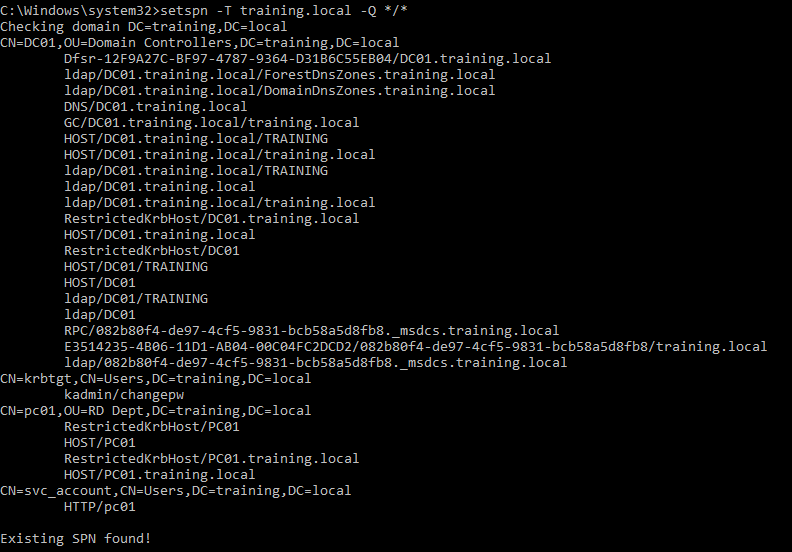 C:\Windows\system32>setspn -T training.local -Q */*
Checking domain DC=training,DC=local
CN=DC01,OU=Domain Controllers,DC=training,DC=local
Dfsr-12F9A27C-BF97-4787-9364-D31B6C55EB04/DC01.training.local
ldap/DC01.training.local/ForestDnsZones.training.local
ldap/DC01.training.local/DomainDnsZones.training.local
DNS/DC01.training.local
GC/DC01.training.local/training.local
HOST/DC01.training.local/TRAINING
HOST/DC01.training.local/training.local
ldap/DC01.training.local/TRAINING
ldap/DC01.training.local
ldap/DC01.training.local/training.local
RestrictedKrbHost/DC01.training.local
HOST/DC01.training.local
RestrictedKrbHost/DC01
HOST/DC01/TRAINING
HOST/DC01
ldap/DC01/TRAINING
ldap/DC01
RPC/082b80f4-de97-4cf5-9831-bcb58a5d8fb8._msdcs.training.local
E3514235-4B06-11D1-AB04-00C04FC2DCD2/082b80f4-de97-4cf5-9831-bcb58a5d8fb8/training.local
ldap/082b80f4-de97-4cf5-9831-bcb58a5d8fb8._msdcs.training.local
CN=krbtgt,CN=Users,DC=training,DC=local
kadmin/changepw
CN=pc01,OU=RD Dept,DC=training,DC=local
RestrictedKrbHost/PC01
HOST/PC01
RestrictedKrbHost/PC01.training.local
HOST/PC01.training.local
CN=svc_account,CN=Users,DC=training,DC=local
HTTP/pc01
Existing SPN found!